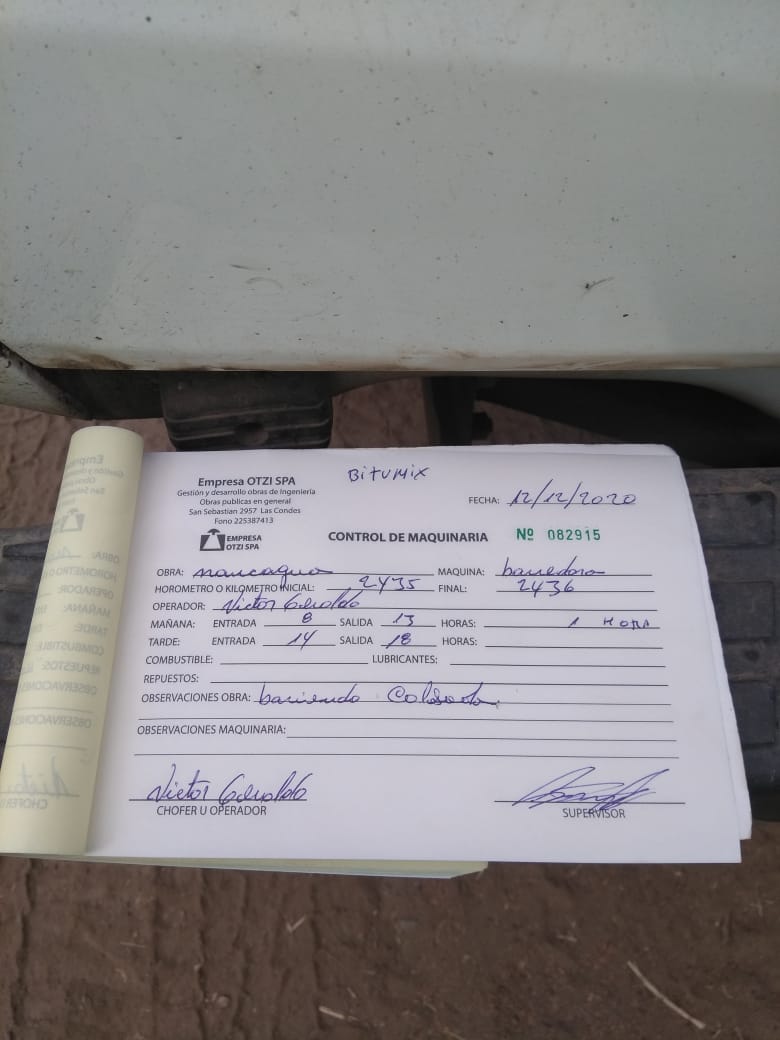 Empresa OTZI SPA
Gestión y desarrollo obras de Ingeniería
Obras publicas en general
San Sebastian 2957 Las Condes
Fono 225387413
BITUMIX
FECHA: 12/12/2020
EMPRESA
OTZI SPA
CONTROL DE MAQUINARIA Nº 082915
OBRA: nancagua MAQUINA: barredora
HOROMETRO O KILOMETRO INICIAL: 2435 FINAL: 2436
OPERADOR: Victor Geraldo
MAÑANA: ENTRADA 8 SALIDA 13 HORAS: 1 HORA
TARDE: ENTRADA 14 SALIDA 18 HORAS:
COMBUSTIBLE: LUBRICANTES:
REPUESTOS:
OBSERVACIONES OBRA: barriendo Calsada.
OBSERVACIONES MAQUINARIA:
Victor Geraldo
CHOFER U OPERADOR
SUPERVISOR